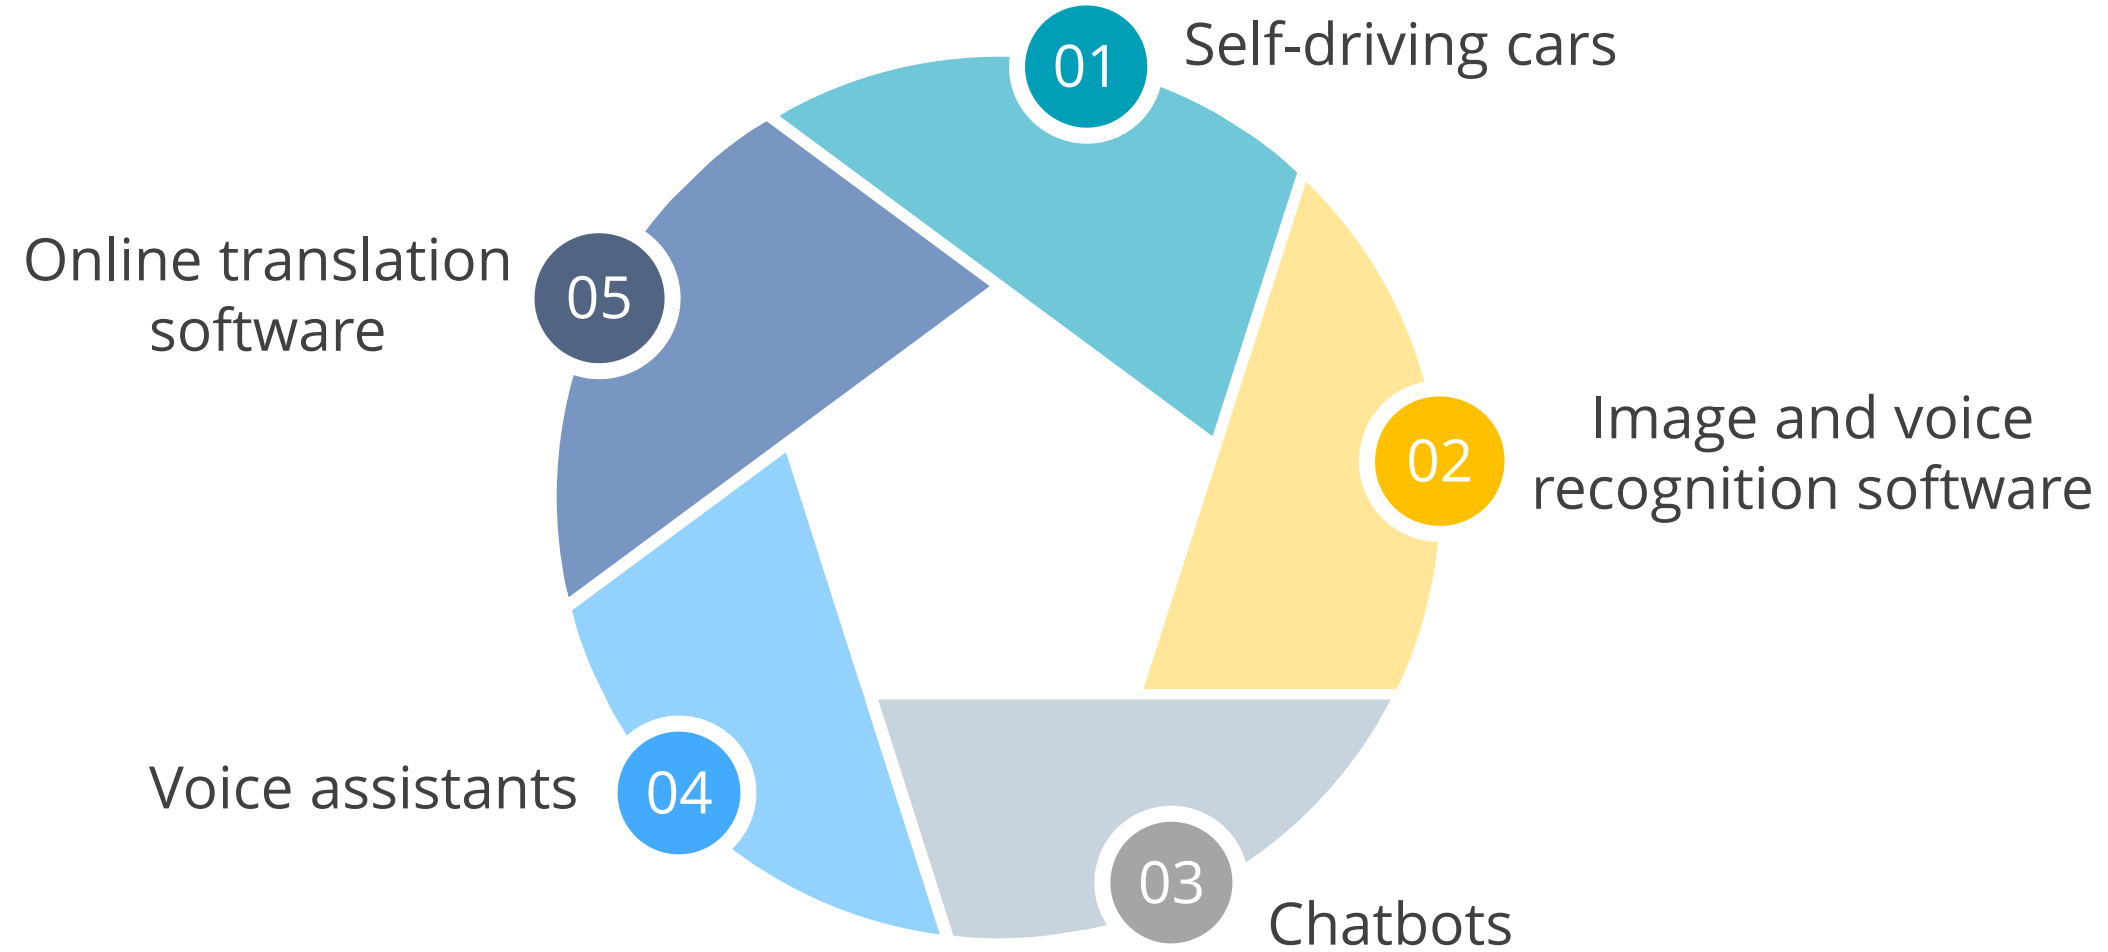 01
Self-driving cars
02
Image and voice
recognition software
03
Chatbots
04
Voice assistants
05
Online translation
software